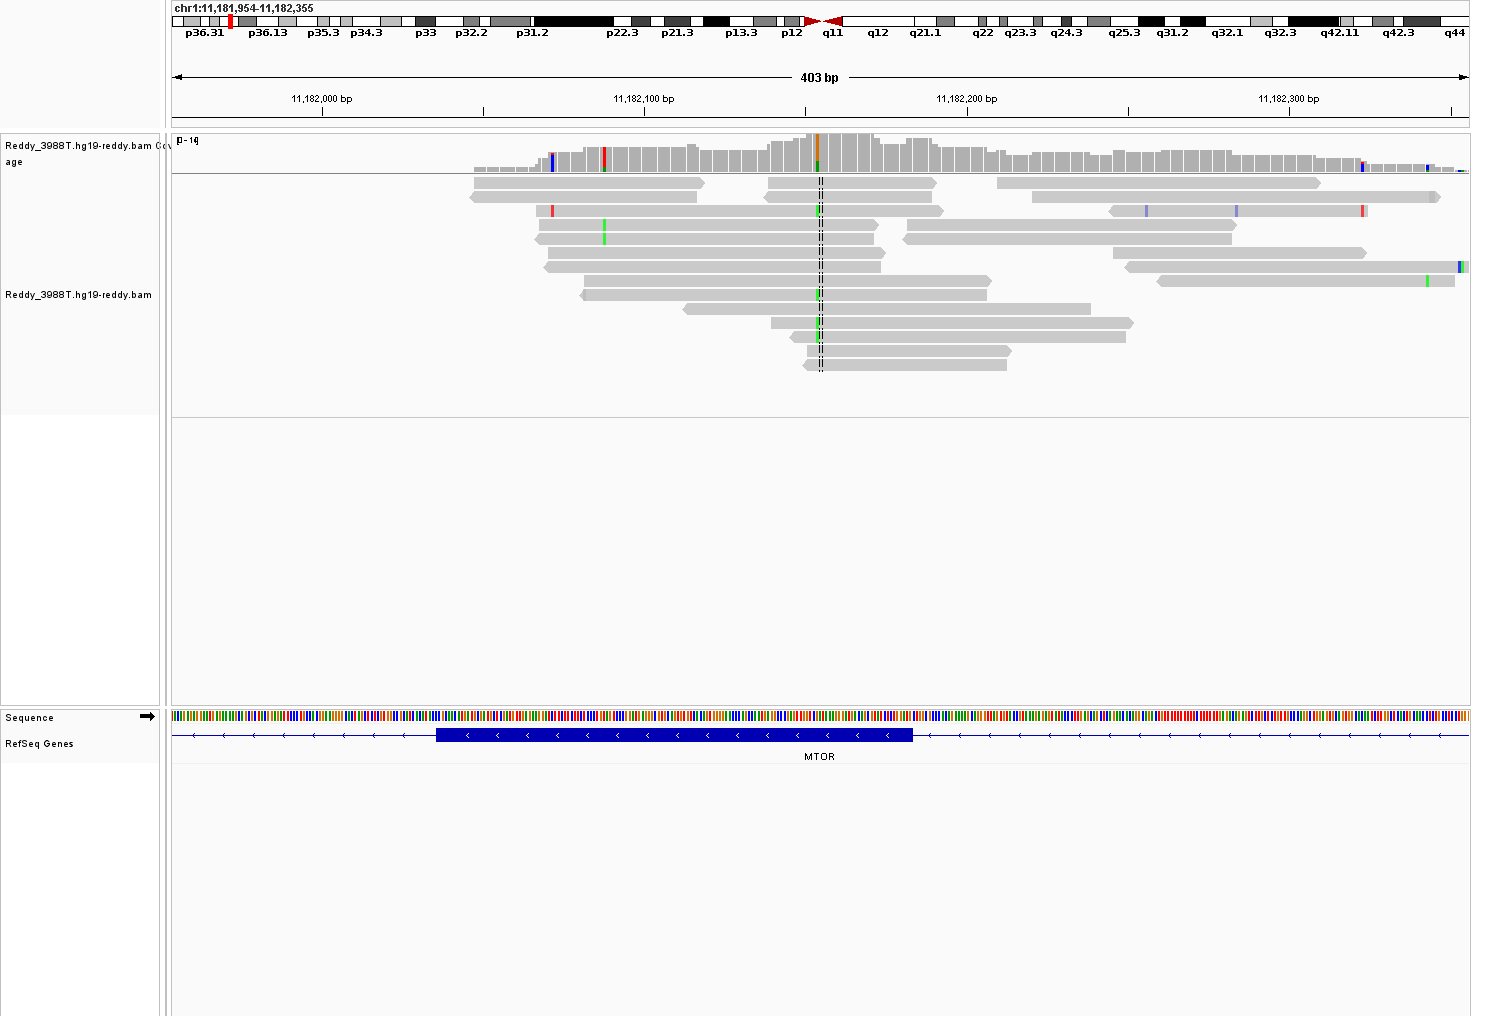 chr1:11,181,954-11,182,355
p36.31 p36.13 p35.3 p34.3 p33 p32.2 p31.2 p22.3 p21.3 p13.3 p12 q11 q12 q21.1 q22 q23.3 q24.3 q25.3 q31.2 q32.1 q32.3 q42.11 q42.3 q44
403 bp
11,182,000 bp 11,182,100 bp 11,182,200 bp 11,182,300 bp
Reddy_3988T.hg19-reddy.bam Cov
age
Reddy_3988T.hg19-reddy.bam
Sequence
RefSeq Genes
MTOR